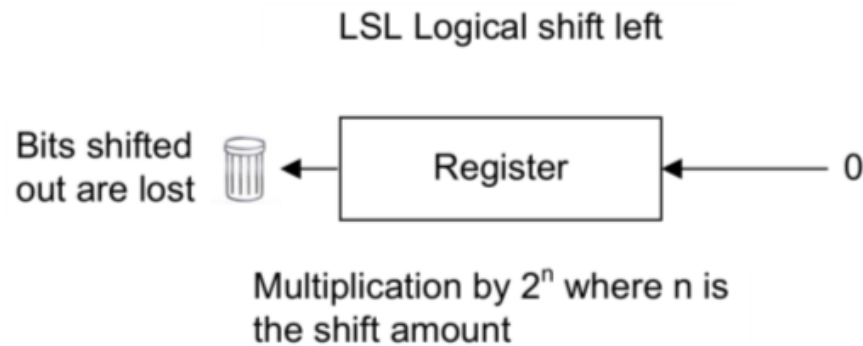 LSL Logical shift left
Bits shifted
out are lost
Register
0
Multiplication by 2ⁿ where n is
the shift amount